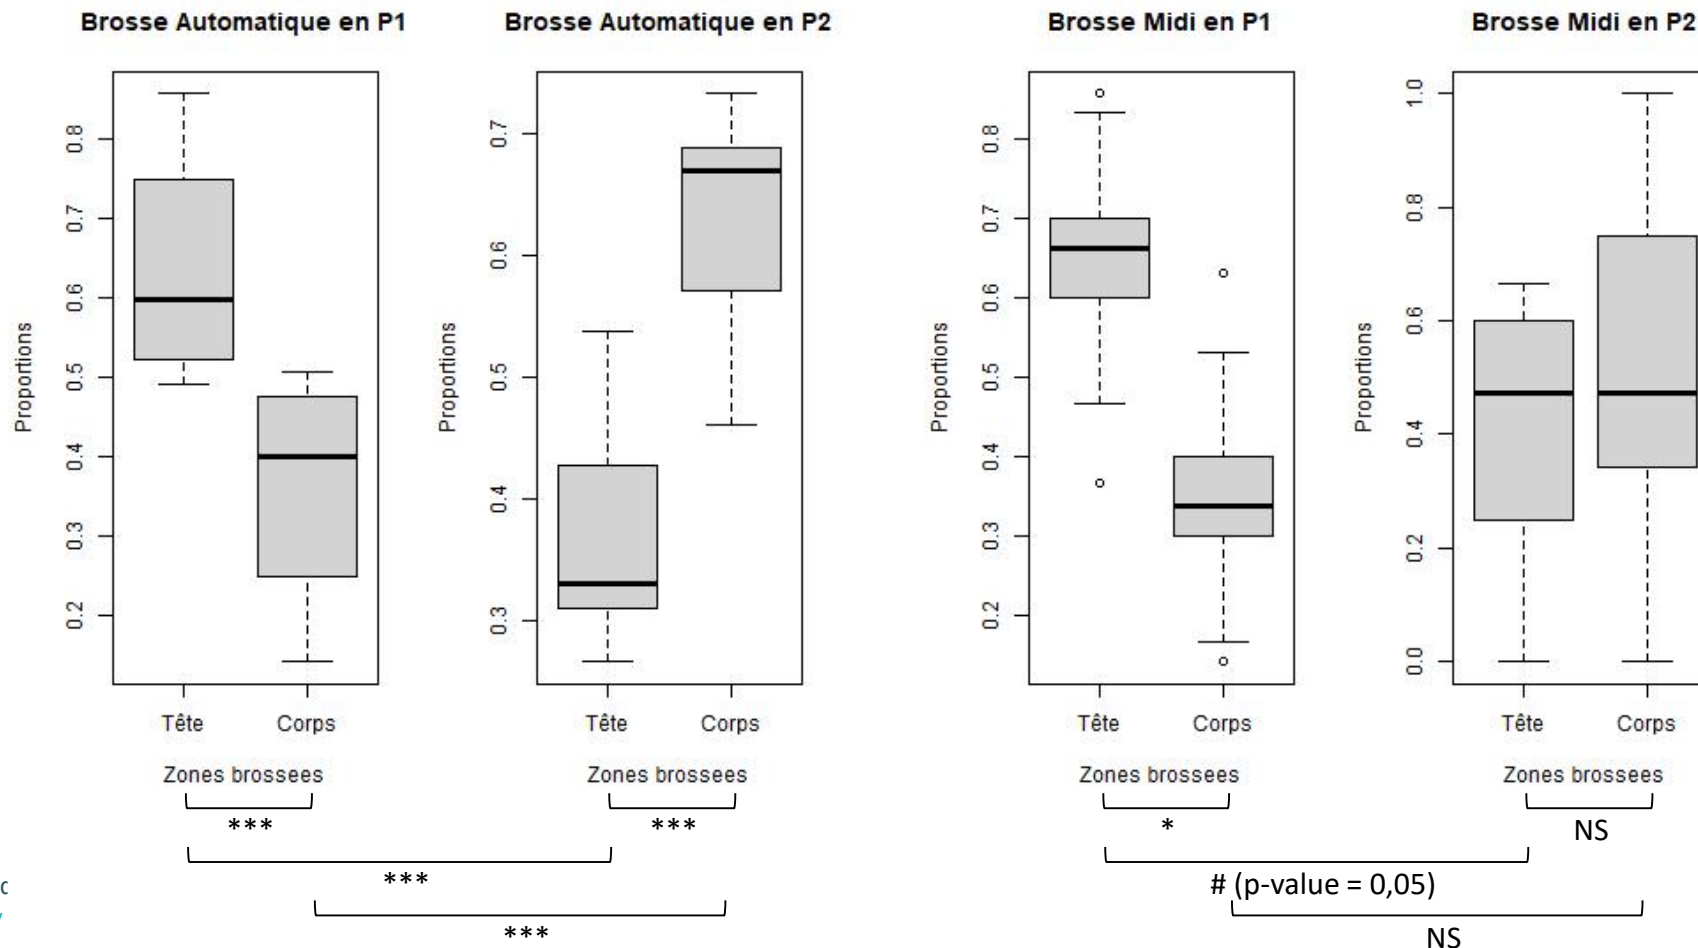 Brosse Automatique en P1
Proportions
0.8
0.7
0.6
0.5
0.4
0.3
0.2
Tête Corps
Zones brossees
Brosse Automatique en P2
Proportions
0.7
0.6
0.5
0.4
0.3
Tête Corps
Zones brossees
Brosse Midi en P1
Proportions
0.8
0.7
0.6
0.5
0.4
0.3
0.2
Tête Corps
Zones brossees
Brosse Midi en P2
Proportions
1.0
0.8
0.6
0.4
0.2
0.0
Tête Corps
Zones brossees
*** *** * NS
*** # (p-value = 0,05)
*** NS